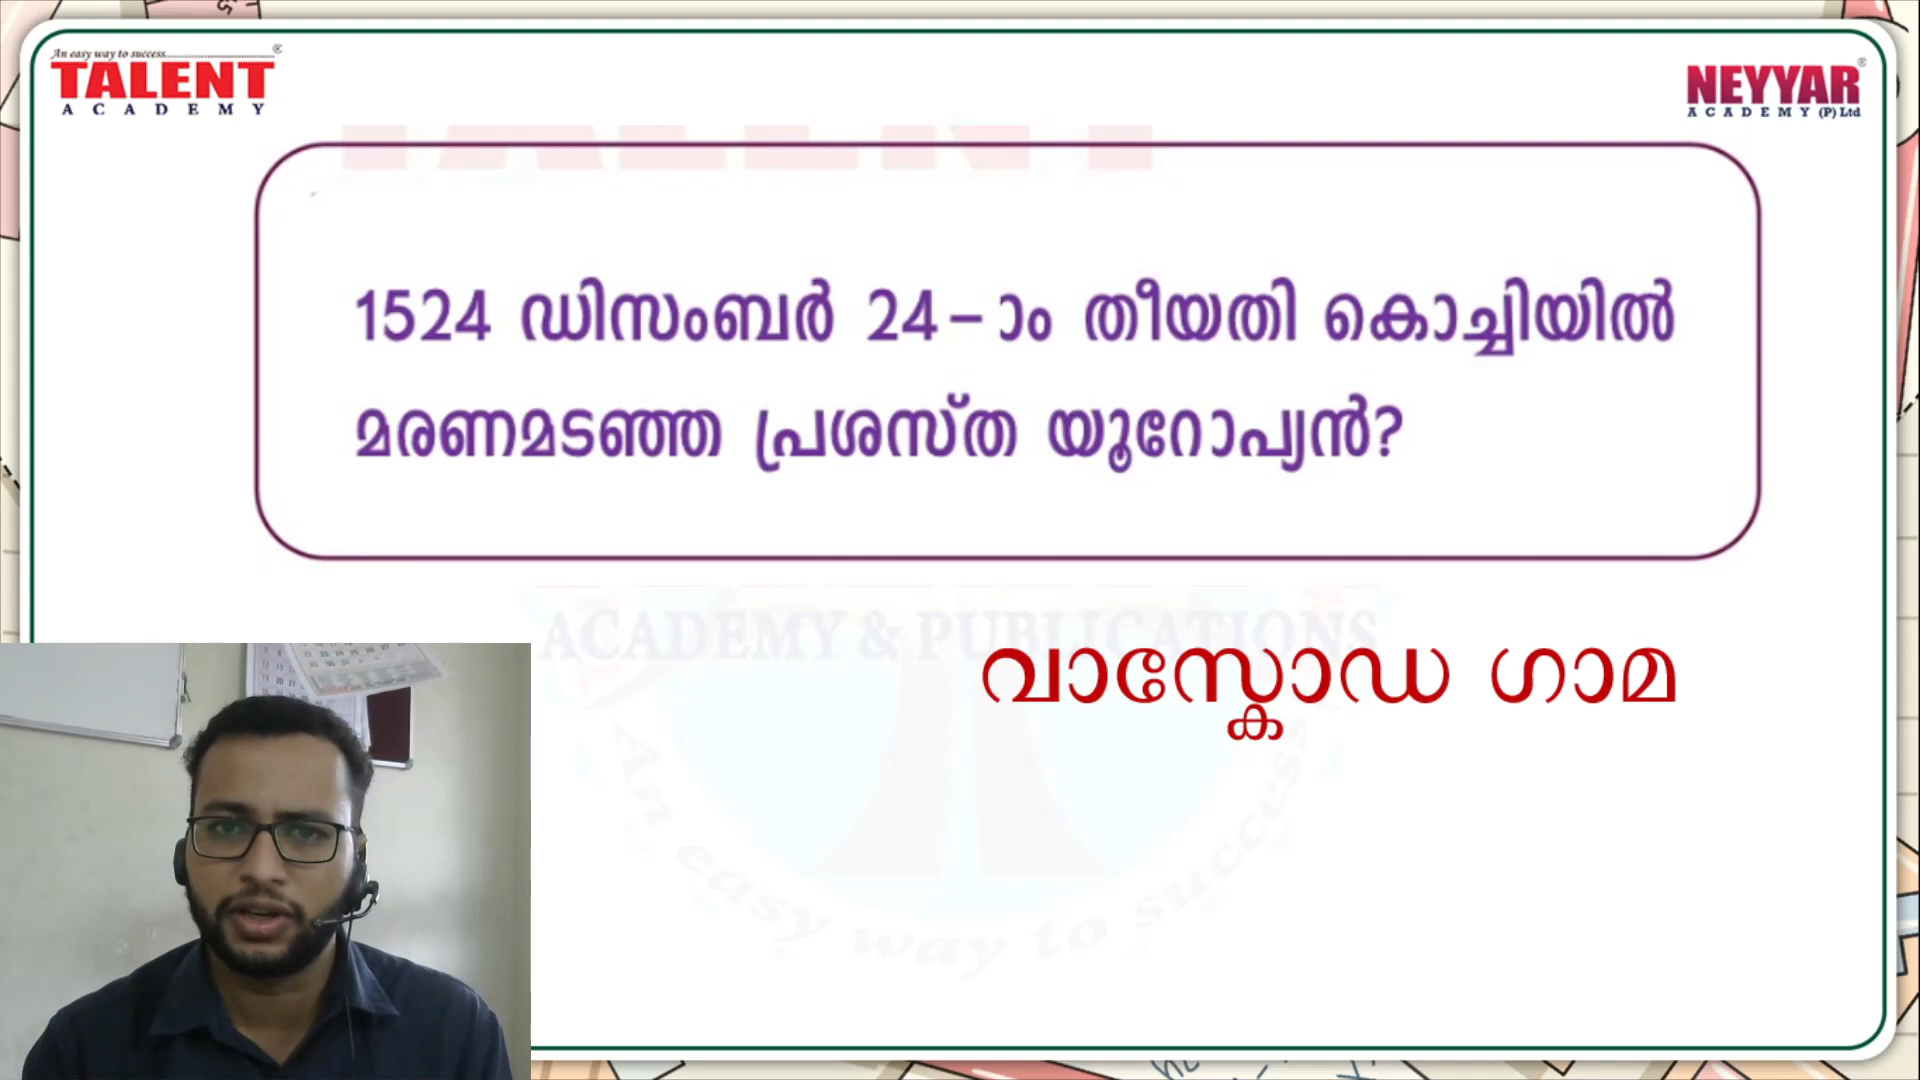 An easy way to success
TALENT
ACADEMY
NEYYAR
ACADEMY (P) Ltd
1524 ഡിസംബർ 24-ാം തീയതി കൊച്ചിയിൽ
മരണമടഞ്ഞ പ്രശസ്ത യൂറോപ്യൻ?
ACADEMY & PUBLICATIONS
വാസ്കോഡ ഗാമ
An easy way to success